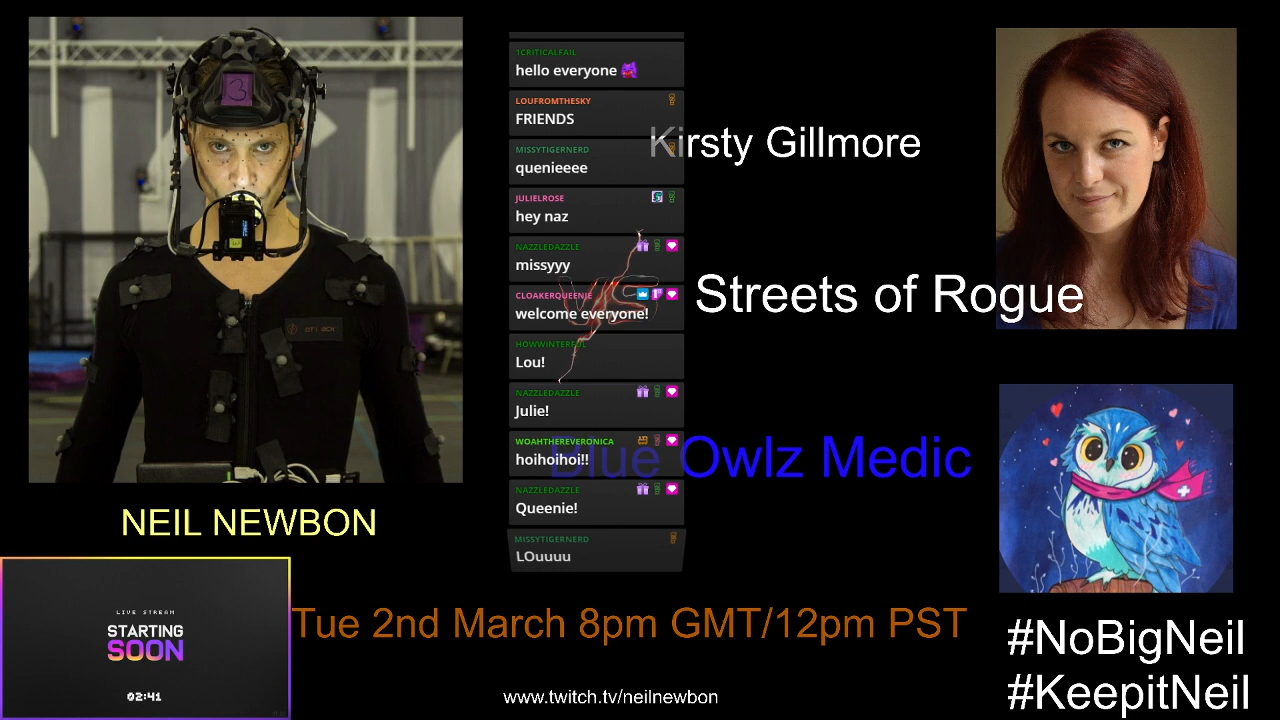 3
NEIL NEWBON
LIVE STREAM
STARTING
SOON
02:41
1CRITICALFAIL
hello everyone
LOUFROMTHESKY
FRIENDS
MISSYTIGERNERD
quenieeee
JULIELROSE
hey naz
NAZZLEDAZZLE
missyyy
CLOAKERQUEENIE
welcome everyone!
HOWWINTERFUL
Lou!
NAZZLEDAZZLE
Julie!
WOAHTHEREVERONICA
hoihoihoi!!
NAZZLEDAZZLE
Queenie!
MISSYTIGERNERD
LOuuuu
Kirsty Gillmore
Streets of Rogue
Blue Owlz Medic
Tue 2nd March 8pm GMT/12pm PST
www.twitch.tv/neilnewbon
#NoBigNeil
#KeepitNeil